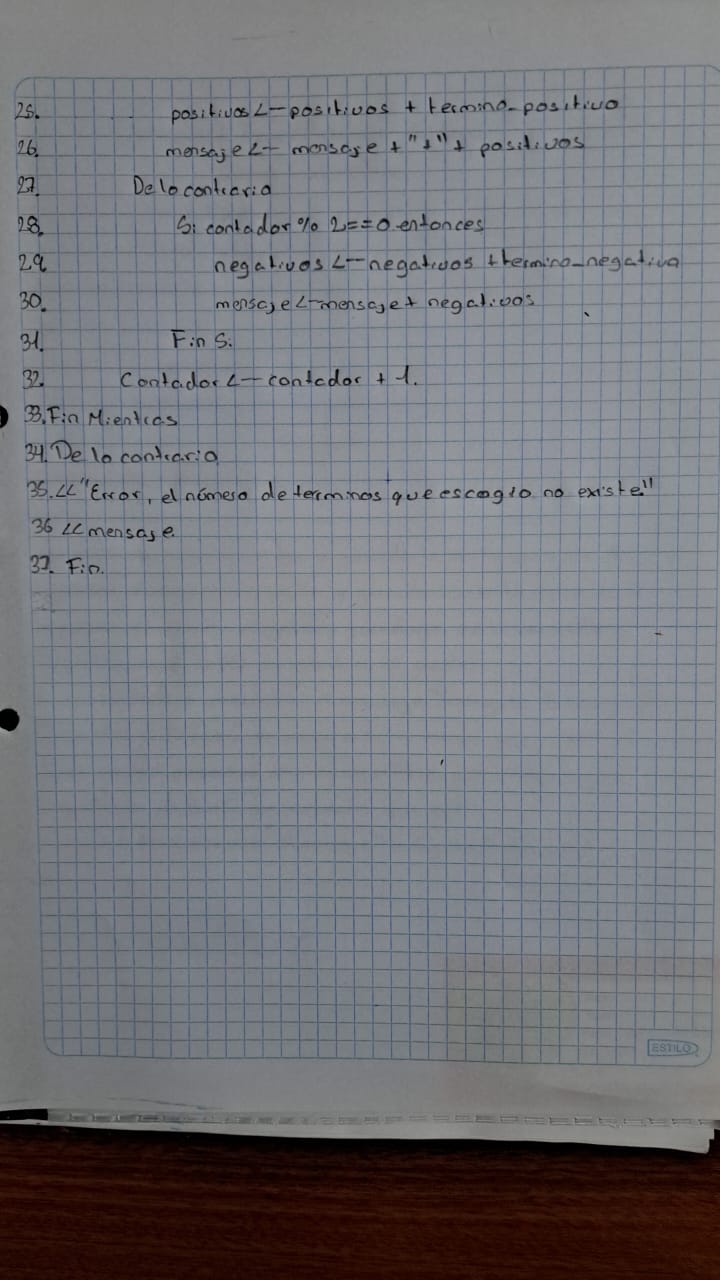 25. positivos <— positivos + termino_positivo
26. mensaje <— mensaje + "+" + positivos
27. De lo contrario
28. Si contador % 2 == 0 entonces
29. negativos <— negativos + termino_negativo
30. mensaje <— mensaje + negativos
31. Fin Si
32. Contador <— contador + 1.
33. Fin Mientras
34. De lo contrario
35. << "Error, el número de terminos que escogio no existe"
36 << mensaje.
37. Fin.
ESTILO